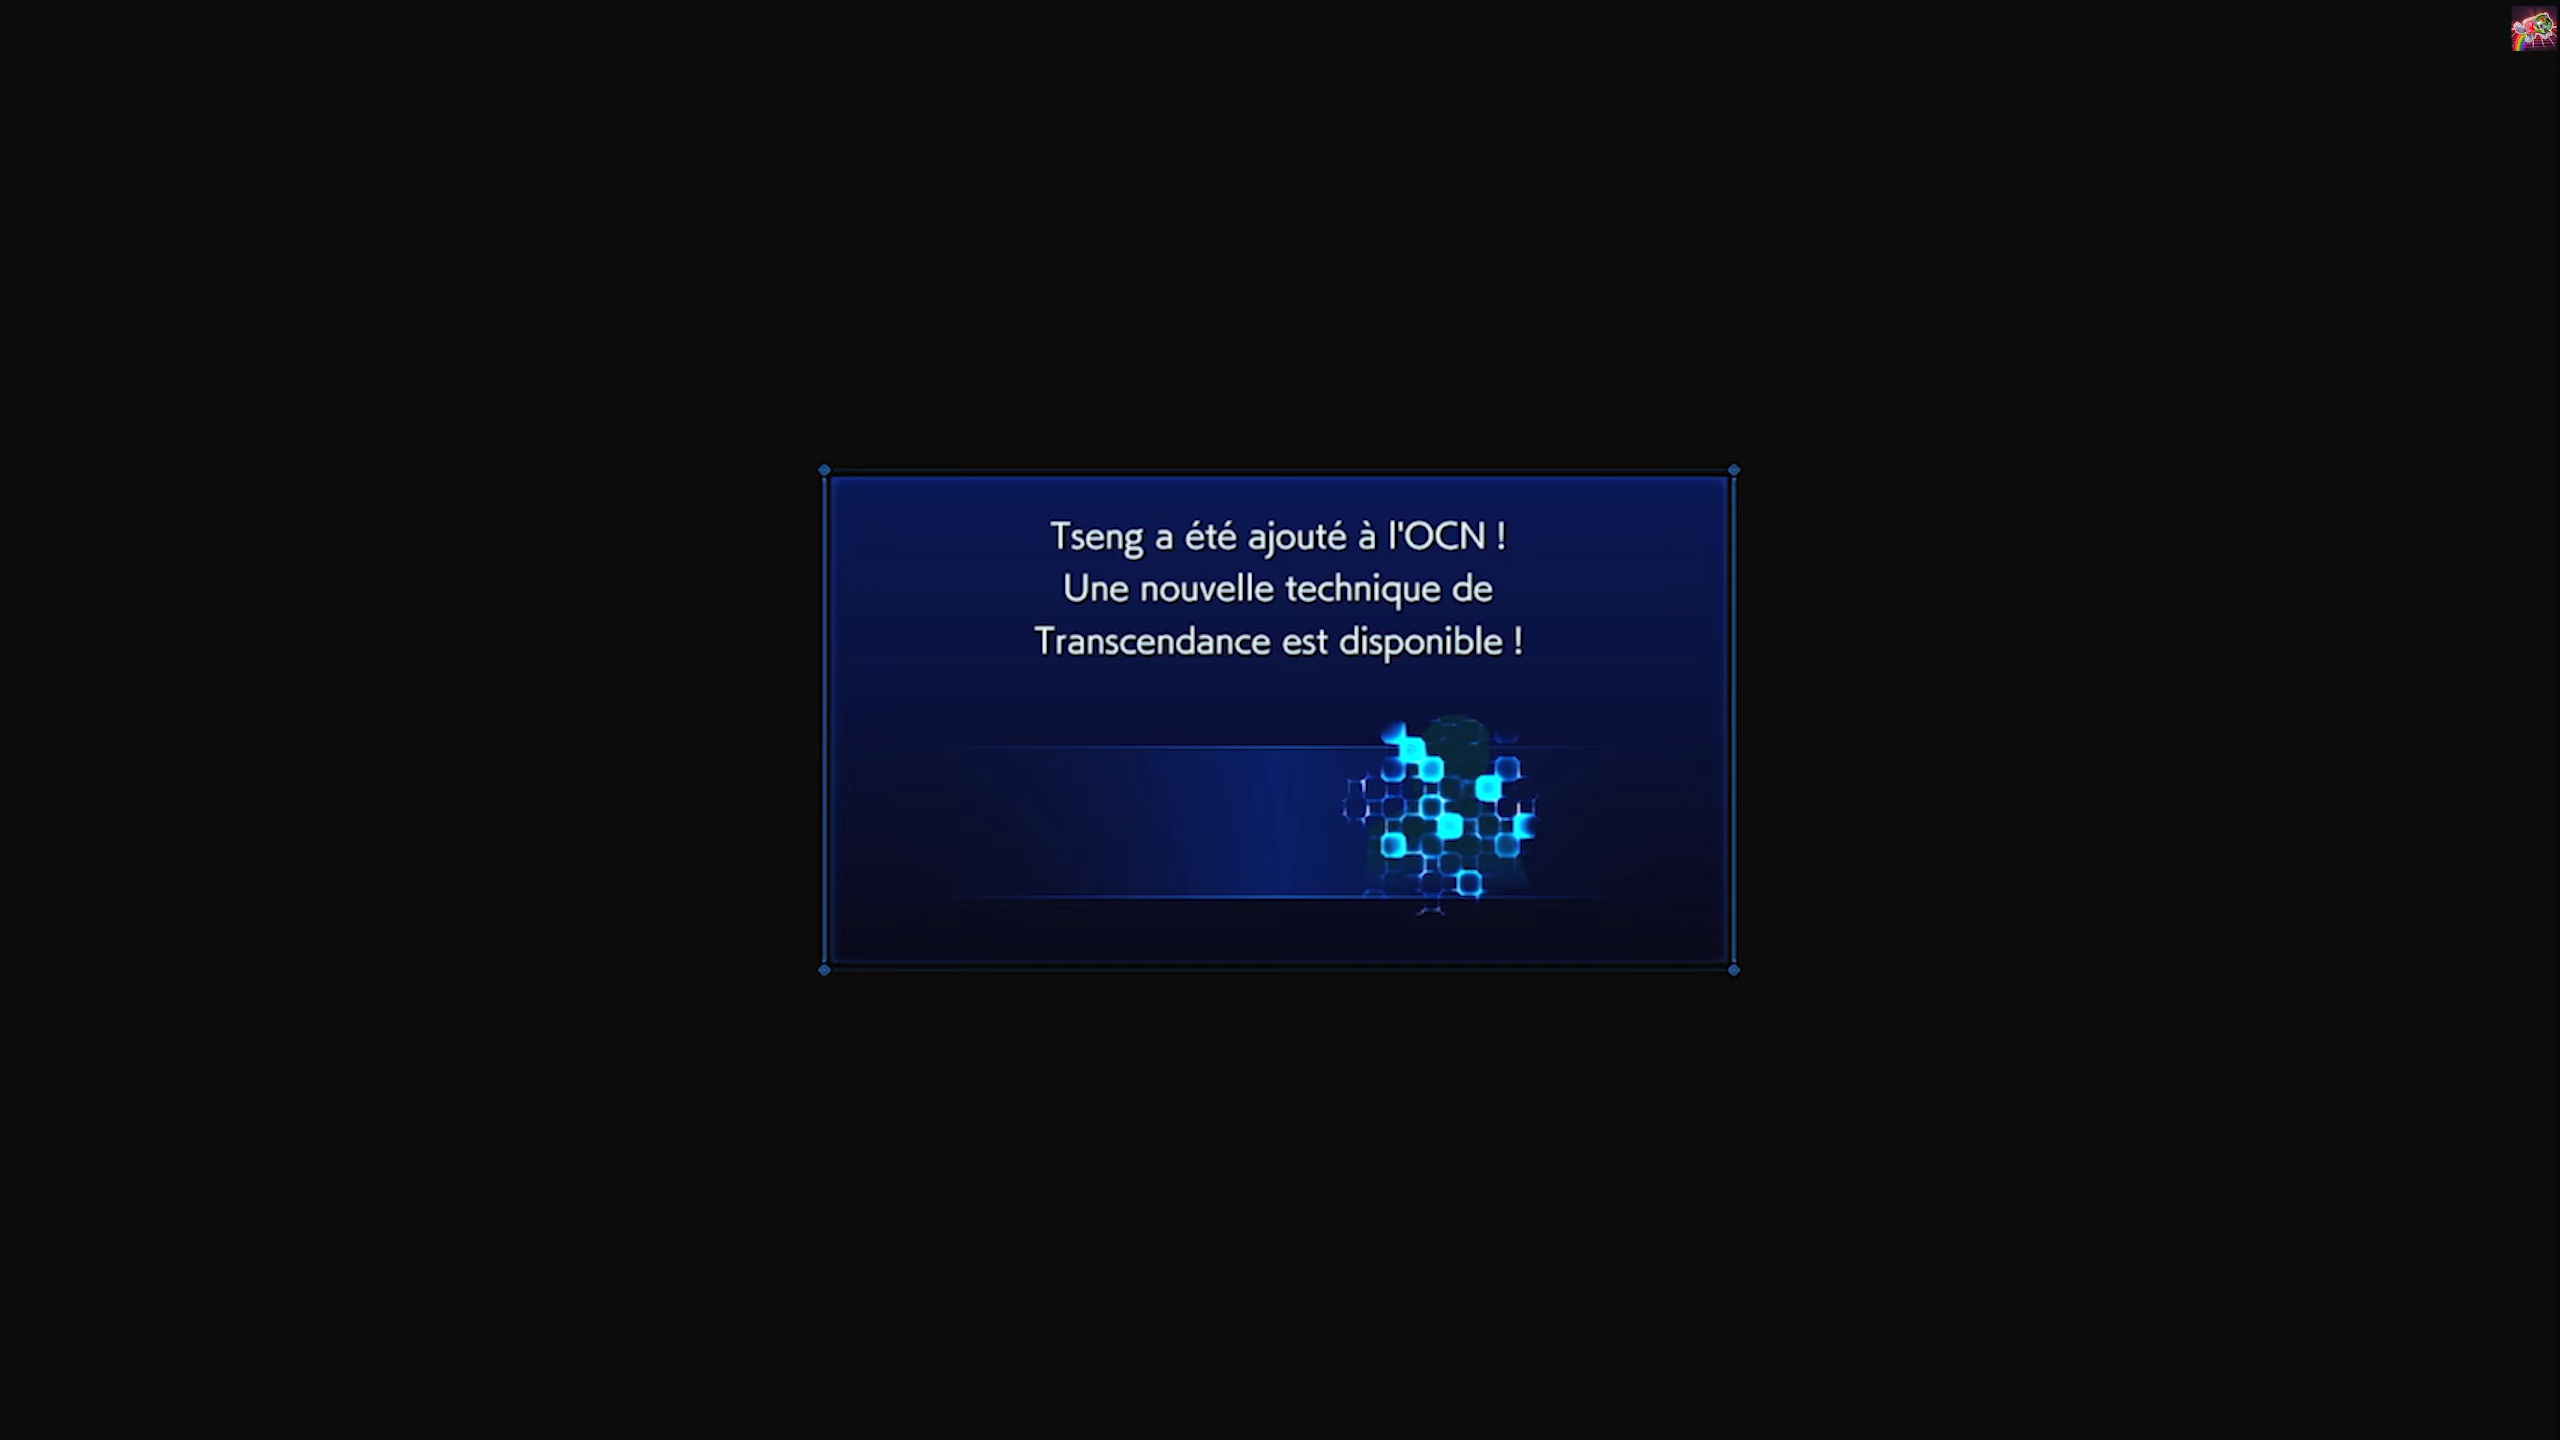 Tseng a été ajouté à l'OCN !
Une nouvelle technique de
Transcendance est disponible !